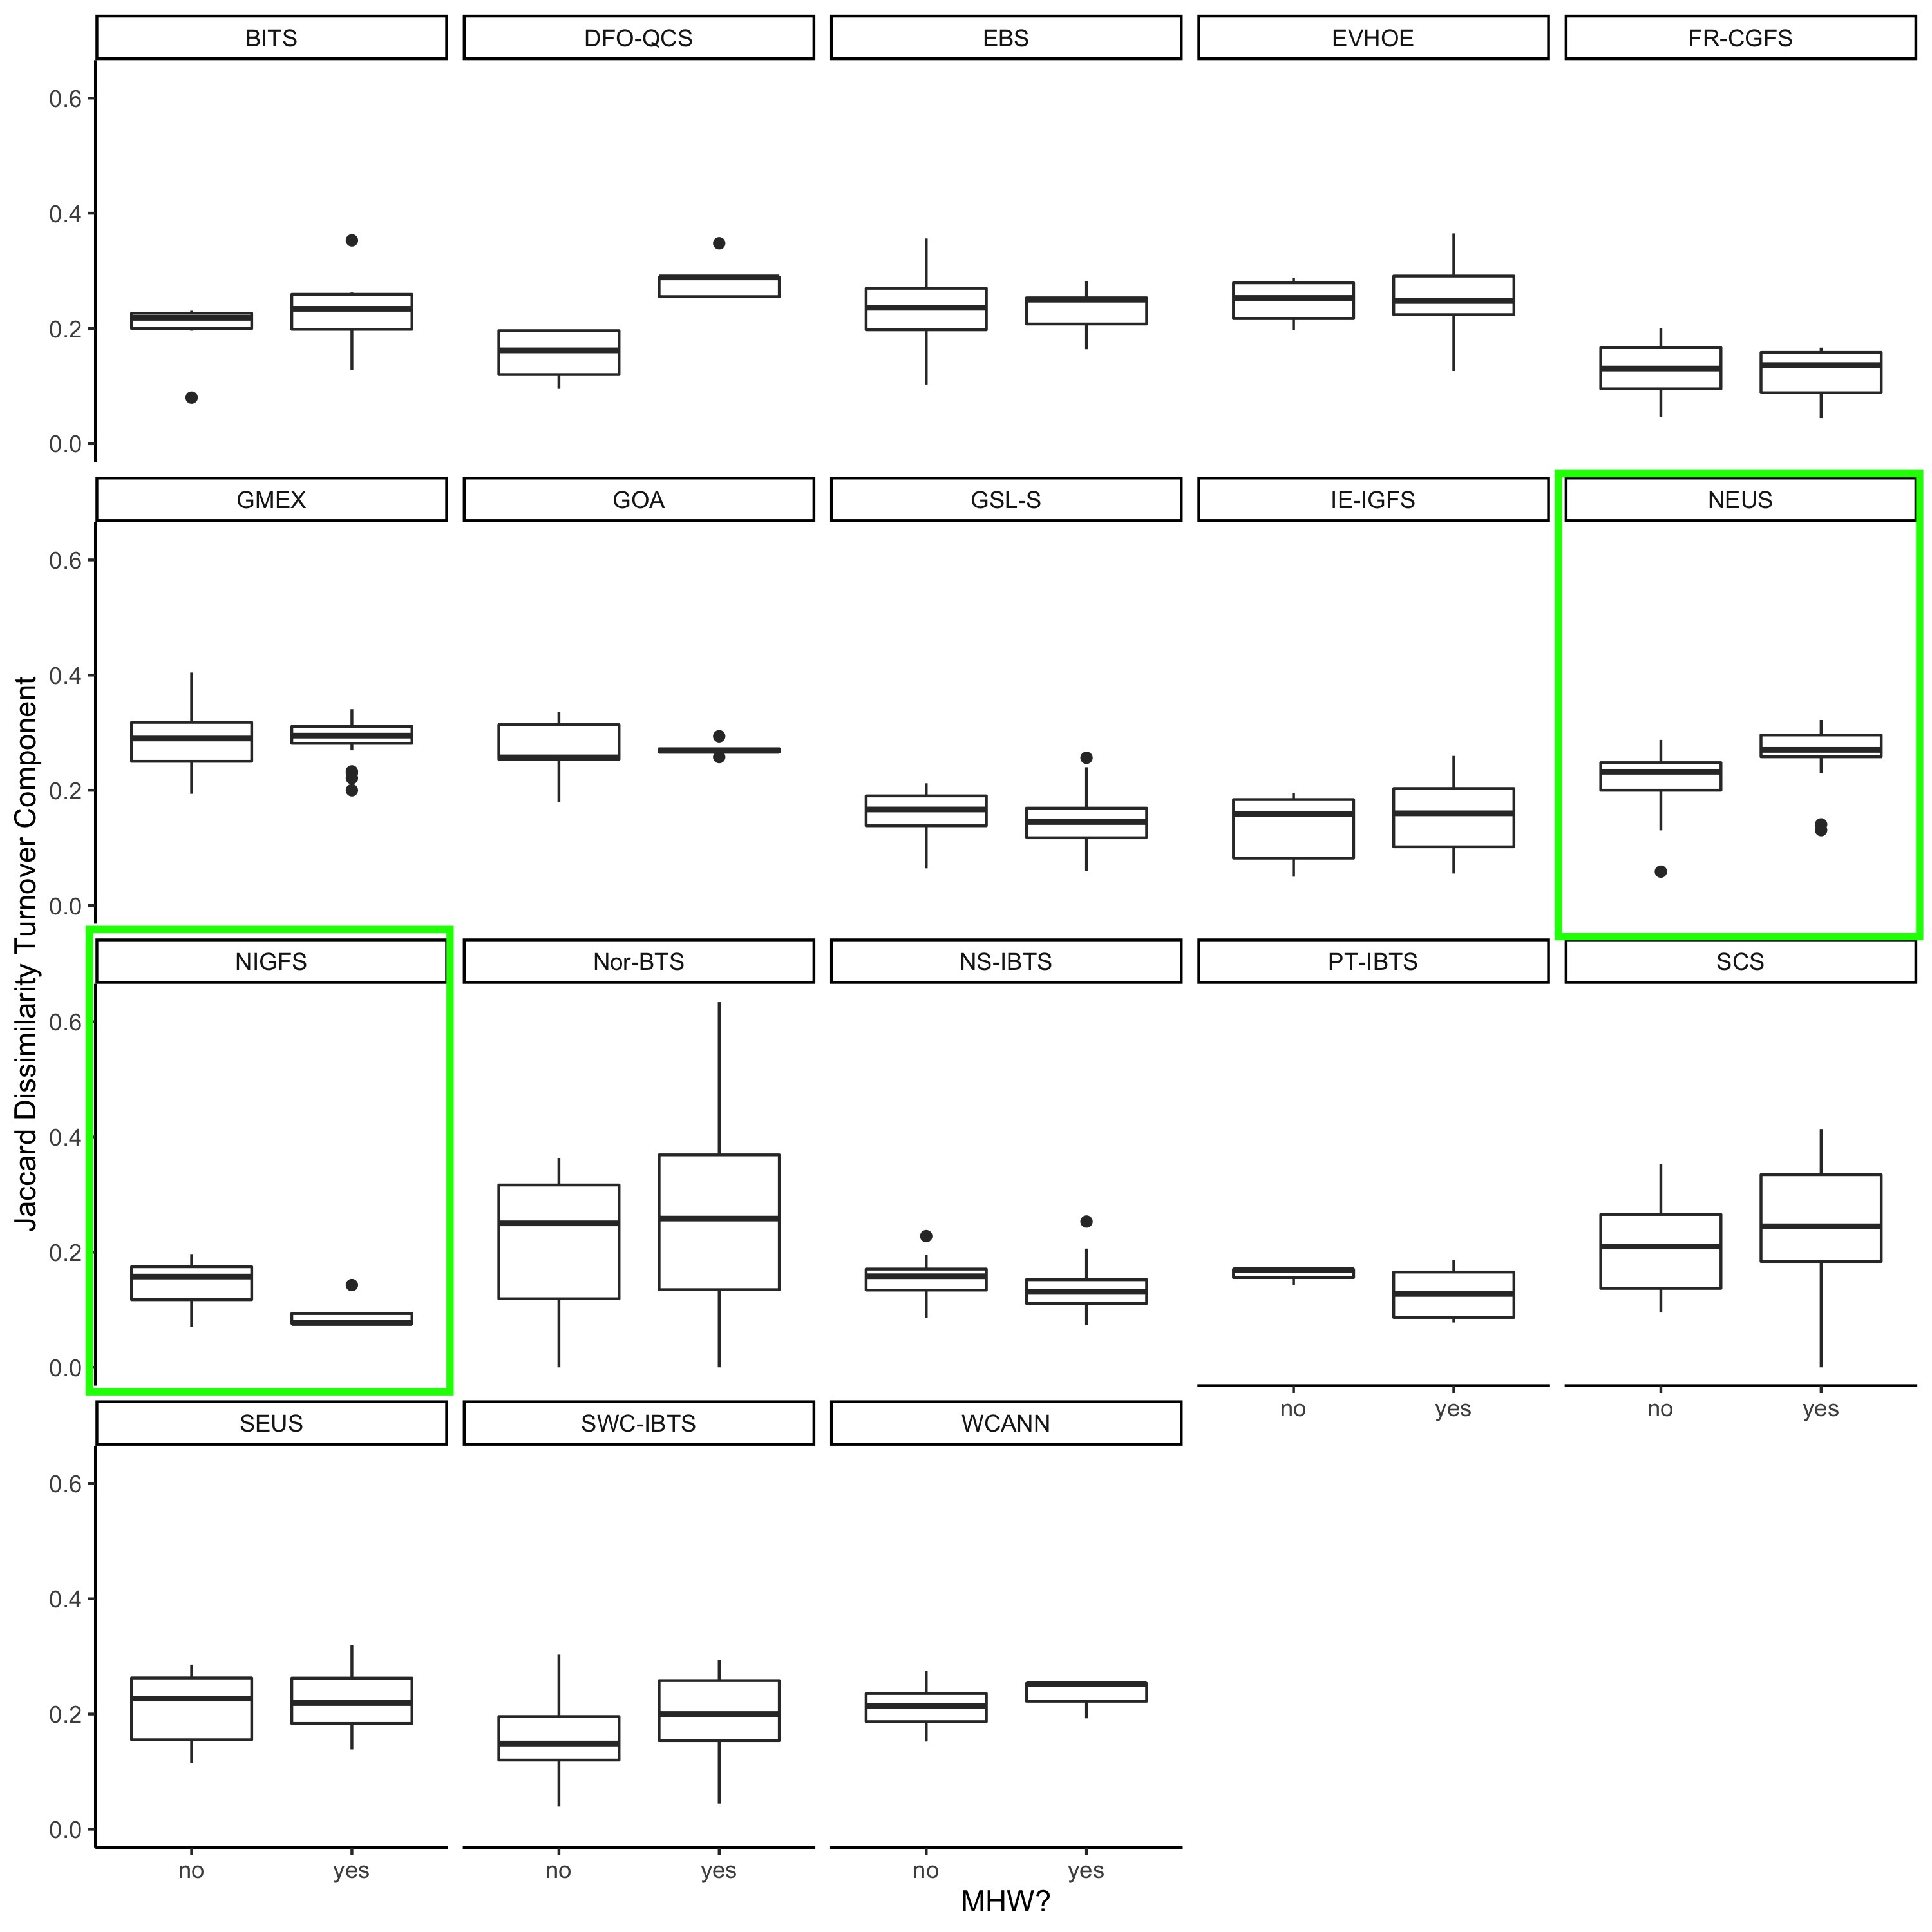 BITS DFO-QCS EBS EVHOE FR-CGFS
0.6
0.4
0.2
0.0
GMEX GOA GSL-S IE-IGFS NEUS
0.6
0.4
0.2
0.0
NIGFS Nor-BTS NS-IBTS PT-IBTS SCS
0.6
0.4
0.2
0.0
no yes no yes
SEUS SWC-IBTS WCANN
0.6
0.4
0.2
0.0
no yes no yes no yes
MHW?
Jaccard Dissimilarity Turnover Component